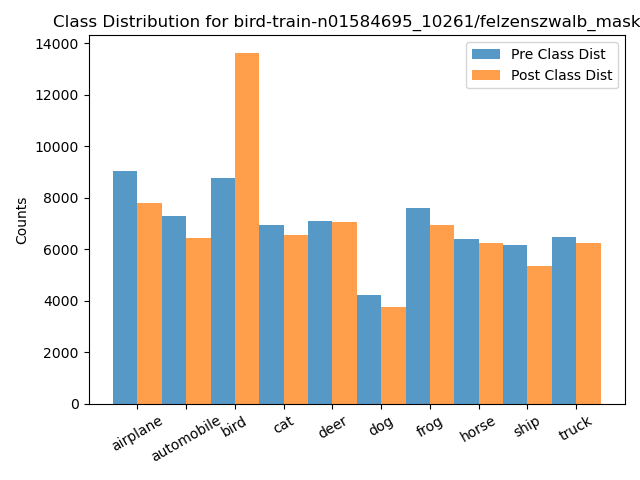 Class Distribution for bird-train-n01584695_10261/felzenszwalb_mask
Pre Class Dist
Post Class Dist
Counts
14000
12000
10000
8000
6000
4000
2000
0
airplane
automobile
bird
cat
deer
dog
frog
horse
ship
truck